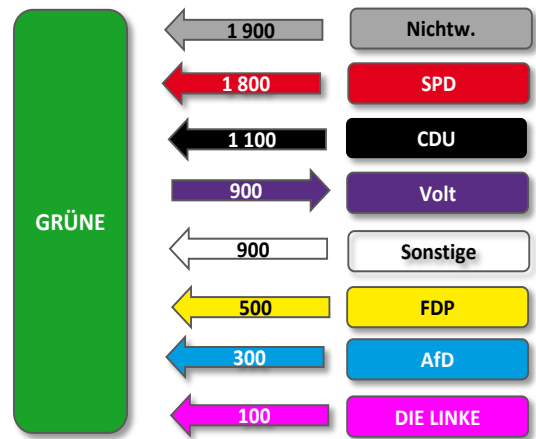 1 900 Nichtw.
1 800 SPD
1 100 CDU
900 Volt
GRÜNE
900 Sonstige
500 FDP
300 AfD
100 DIE LINKE